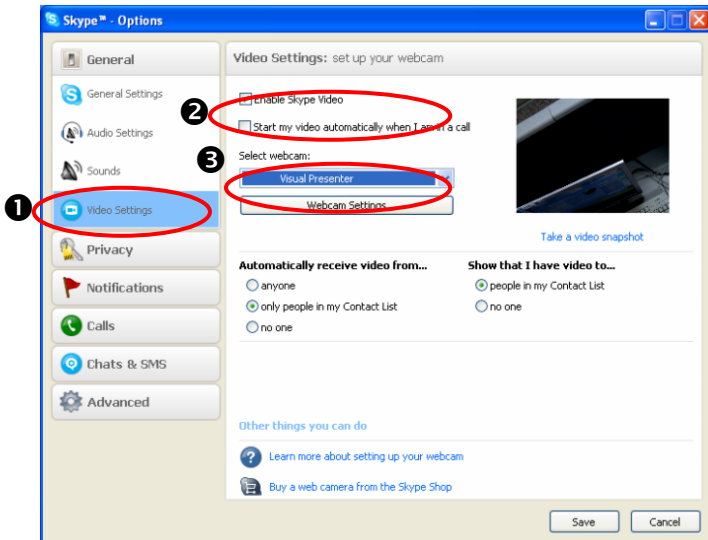 Skype™ - Options
General
General Settings
Audio Settings
Sounds
❶ Video Settings
Privacy
Notifications
Calls
Chats & SMS
Advanced
Video Settings: set up your webcam
❷ Enable Skype Video
Start my video automatically when I am in a call
❸ Select webcam:
Visual Presenter
Webcam Settings
Take a video snapshot
Automatically receive video from...
anyone
only people in my Contact List
no one
Show that I have video to...
people in my Contact List
no one
Other things you can do
Learn more about setting up your webcam
Buy a web camera from the Skype Shop
Save Cancel